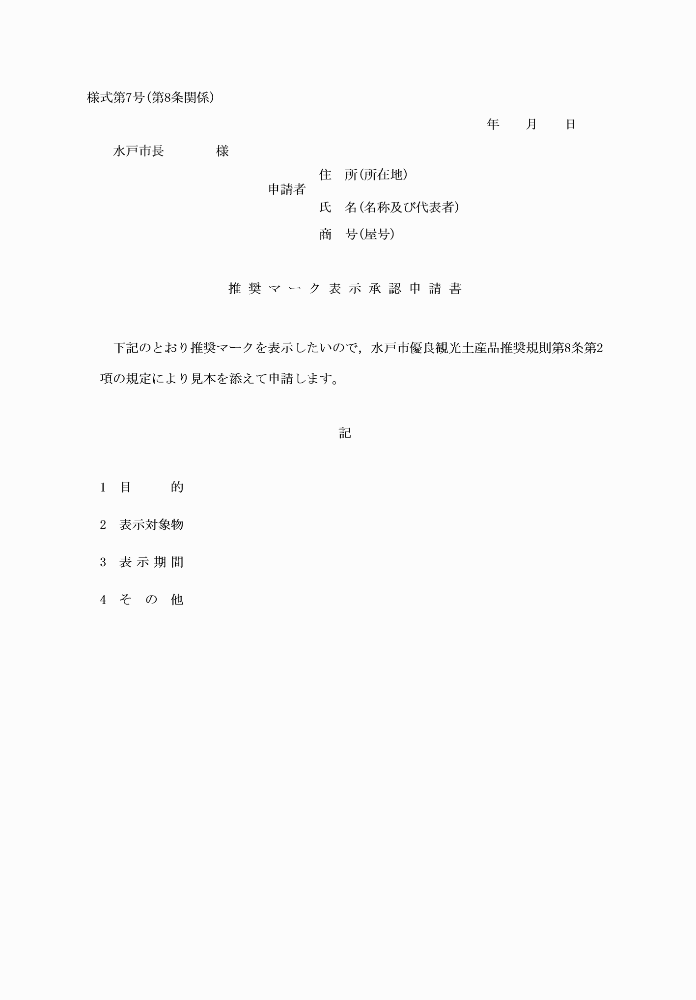 様式第7号(第8条関係)
年　　月　　日
水戸市長　　　　様
住　所(所在地)
申請者
氏　名(名称及び代表者)
商　号(屋号)
推奨マーク表示承認申請書
下記のとおり推奨マークを表示したいので，水戸市優良観光土産品推奨規則第8条第2
項の規定により見本を添えて申請します。
記
1　目　　　的
2　表示対象物
3　表示期間
4　そ　の　他